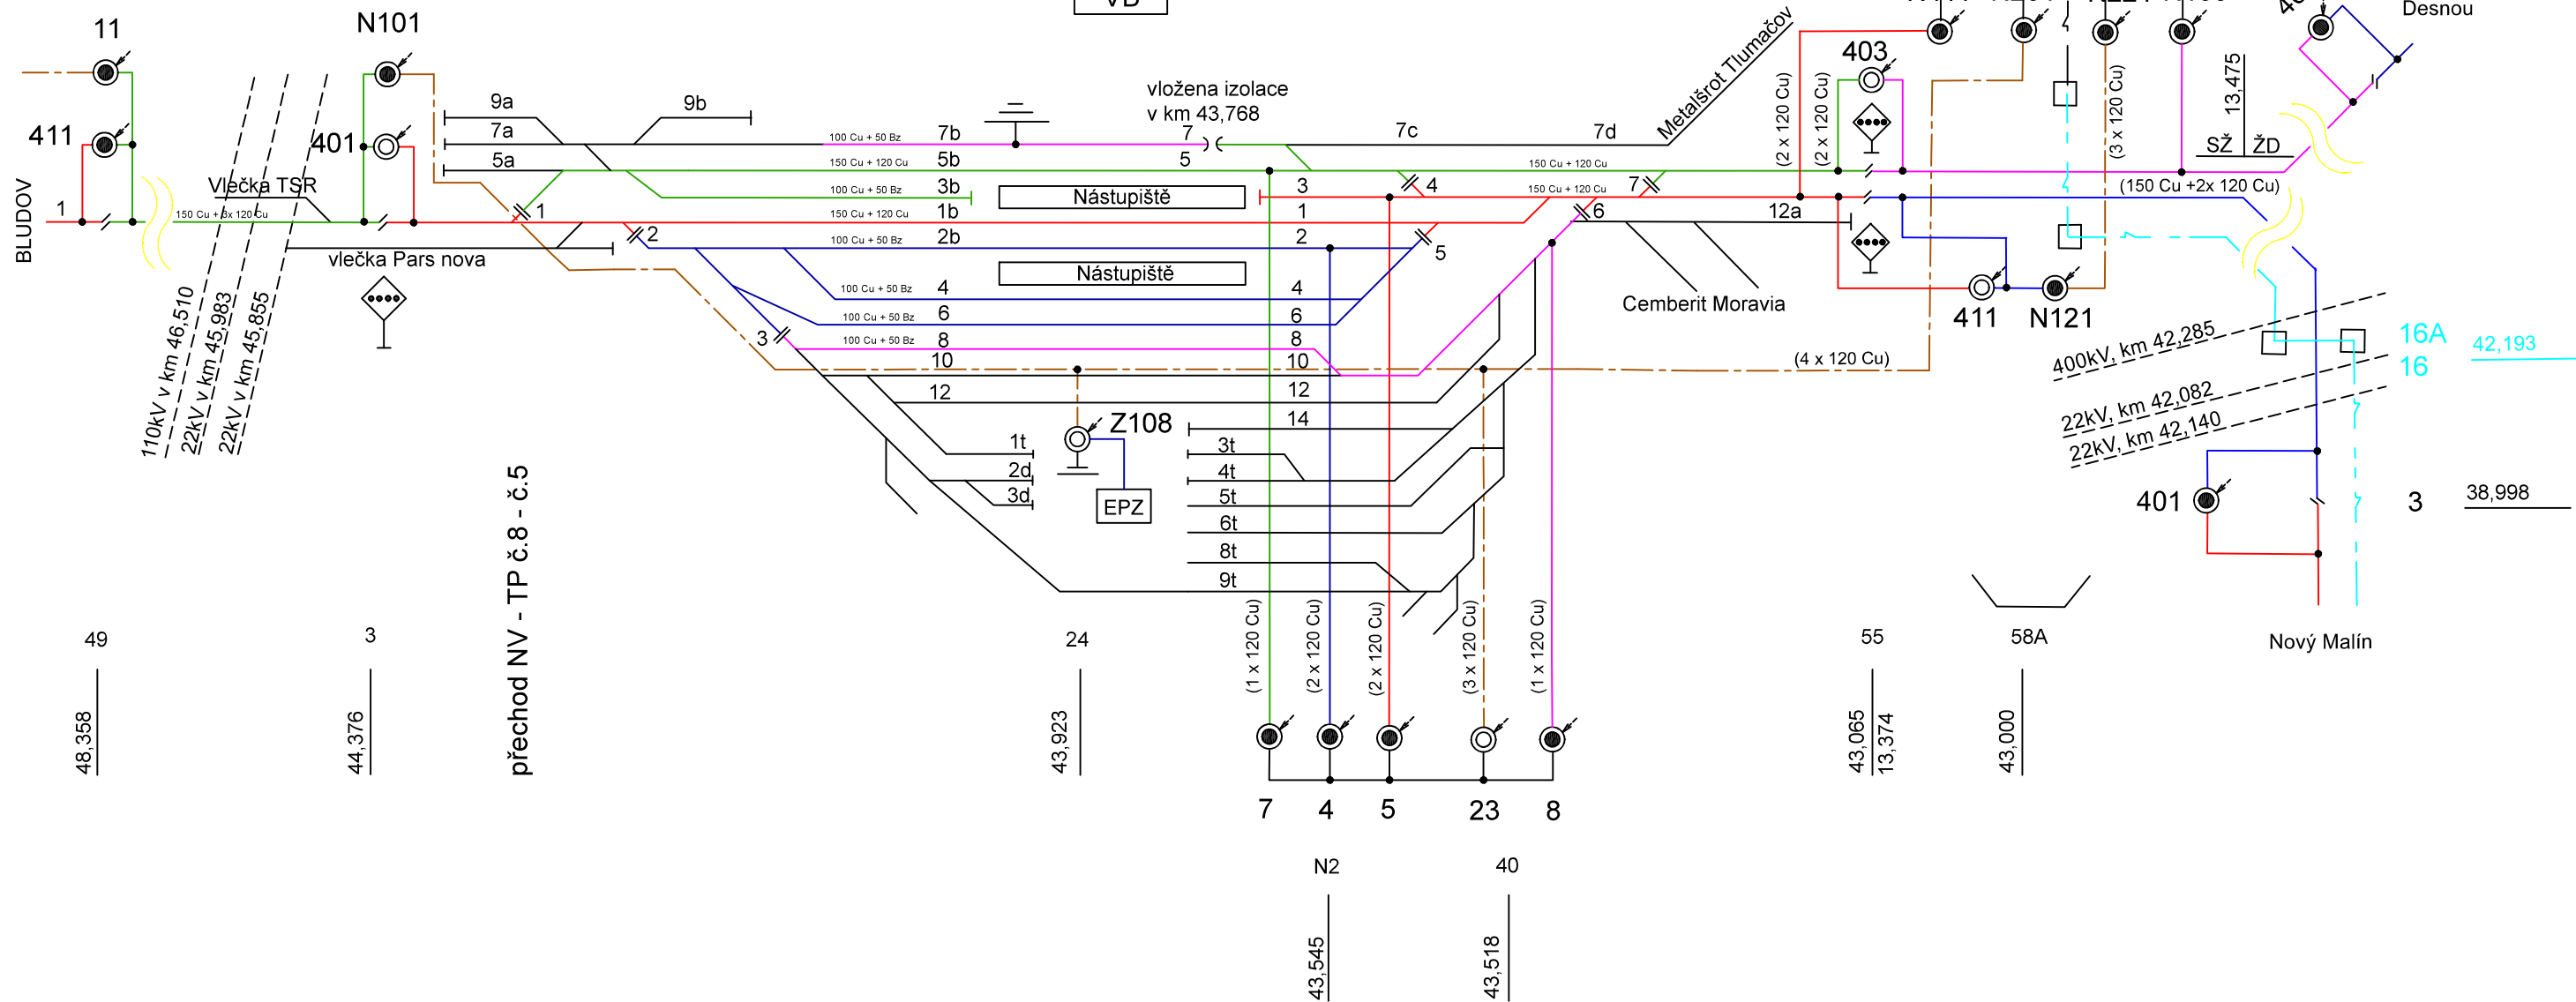 VB
Desnou
11
N101
403
9a
9b
vložena izolace
v km 43,768
Metalšrot Tlumačov
(2 x 120 Cu)
(2 x 120 Cu)
(3 x 120 Cu)
13,475
SŽ
ŽD
411
401
7a
100 Cu + 50 Bz
7b
7
7c
7d
5a
150 Cu + 120 Cu
5b
5
150 Cu + 120 Cu
BLUDOV
Vlečka TSR
100 Cu + 50 Bz
3b
Nástupiště
3
4
150 Cu + 120 Cu
7
(150 Cu +2x 120 Cu)
1
150 Cu + 3x 120 Cu
1
150 Cu + 120 Cu
1b
1
6
12a
2
100 Cu + 50 Bz
2b
2
5
vlečka Pars nova
Nástupiště
100 Cu + 50 Bz
4
4
Cemberit Moravia
411
N121
100 Cu + 50 Bz
6
6
3
100 Cu + 50 Bz
8
8
10
10
(4 x 120 Cu)
12
12
110kV v km 46,510
22kV v km 45,983
22kV v km 45,855
400kV, km 42,285
22kV, km 42,082
22kV, km 42,140
16A
16
42,193
Z108
14
1t
3t
2d
4t
3d
EPZ
5t
6t
8t
9t
401
3
38,998
přechod NV - TP č.8 - č.5
(1 x 120 Cu)
(2 x 120 Cu)
(2 x 120 Cu)
(3 x 120 Cu)
(1 x 120 Cu)
49
3
24
55
58A
Nový Malín
48,358
44,376
43,923
43,065
13,374
43,000
7
4
5
23
8
N2
40
43,545
43,518